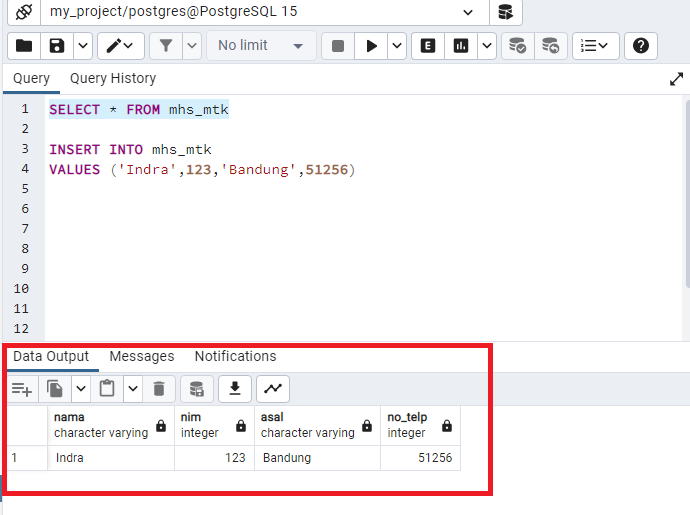 my_project/postgres@PostgreSQL 15
No limit
E
Query Query History
1 SELECT * FROM mhs_mtk
2
3 INSERT INTO mhs_mtk
4 VALUES ('Indra',123,'Bandung',51256)
5
6
7
8
9
10
11
12
Data Output Messages Notifications
nama nim asal no_telp
character varying integer character varying integer
1 Indra 123 Bandung 51256